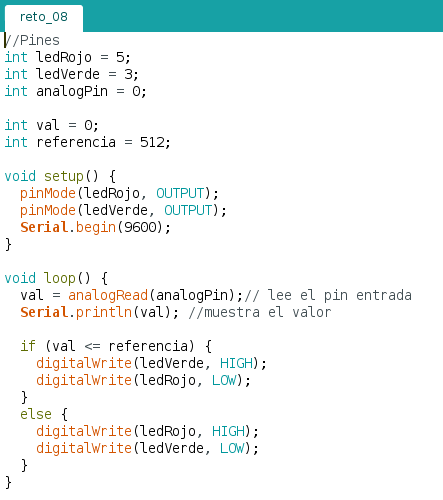 reto_08
//Pines
int ledRojo = 5;
int ledVerde = 3;
int analogPin = 0;
int val = 0;
int referencia = 512;
void setup() {
pinMode(ledRojo, OUTPUT);
pinMode(ledVerde, OUTPUT);
Serial.begin(9600);
}
void loop() {
val = analogRead(analogPin);// lee el pin entrada
Serial.println(val); //muestra el valor
if (val <= referencia) {
digitalWrite(ledVerde, HIGH);
digitalWrite(ledRojo, LOW);
}
else {
digitalWrite(ledRojo, HIGH);
digitalWrite(ledVerde, LOW);
}
}